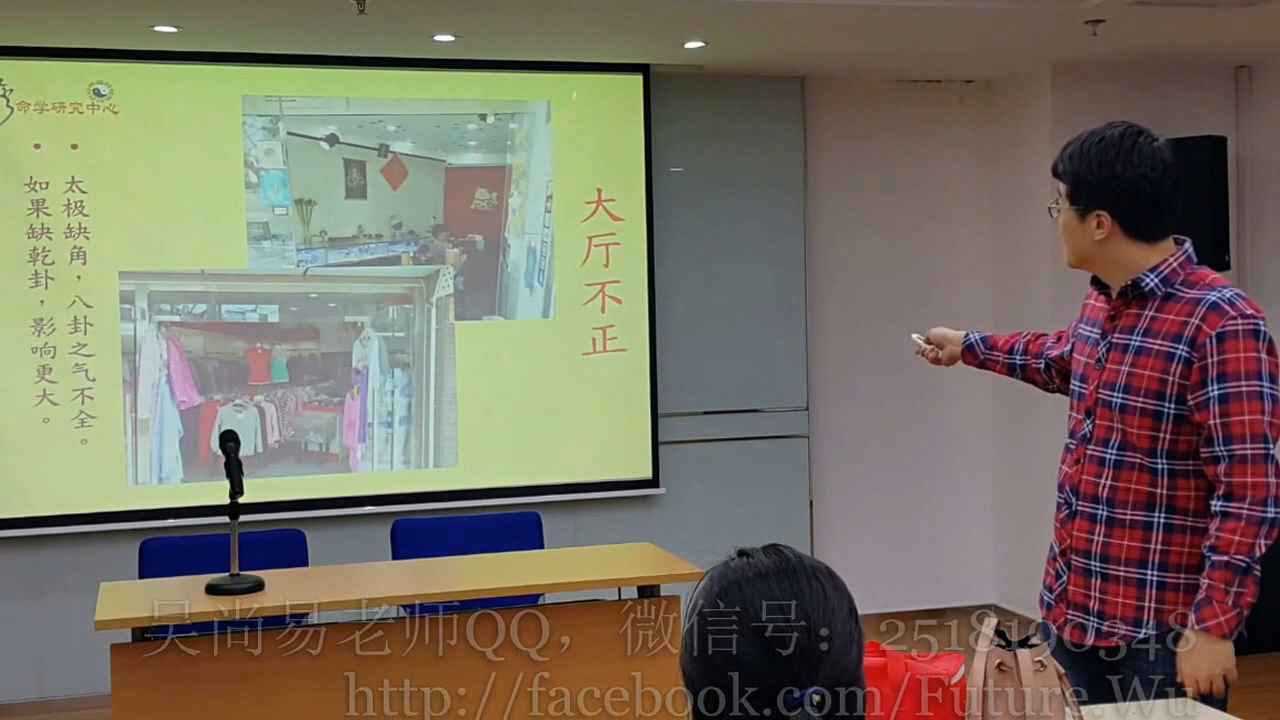 命学研究中心
大厅不正
太极缺角，八卦之气不全。
如果缺乾卦，影响更大。
吴尚易老师QQ，微信号：2518190348
http://facebook.com/Future.Wu